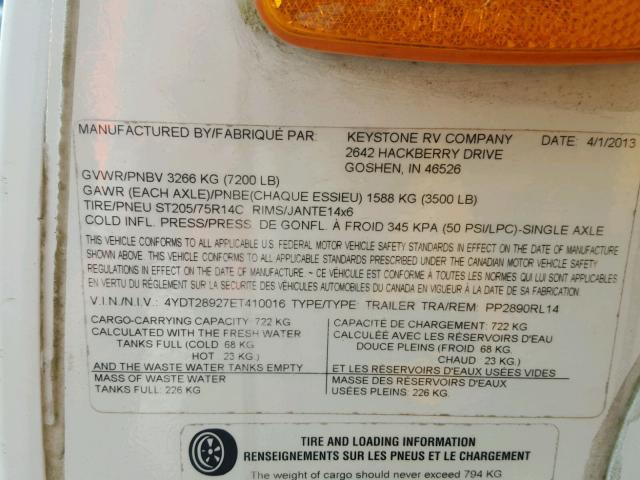 MANUFACTURED BY/FABRIQUÉ PAR: KEYSTONE RV COMPANY DATE: 4/1/2013
2642 HACKBERRY DRIVE
GOSHEN, IN 46526
GVWR/PNBV 3266 KG (7200 LB)
GAWR (EACH AXLE)/PNBE(CHAQUE ESSIEU) 1588 KG (3500 LB)
TIRE/PNEU ST205/75R14C RIMS/JANTE14x6
COLD INFL. PRESS/PRESS. DE GONFL. À FROID 345 KPA (50 PSI/LPC)-SINGLE AXLE
THIS VEHICLE CONFORMS TO ALL APPLICABLE U.S. FEDERAL MOTOR VEHICLE SAFETY STANDARDS IN EFFECT ON THE DATE OF MANUFACTURE
SHOWN ABOVE. THIS VEHICLE CONFORMS TO ALL APPLICABLE STANDARDS PRESCRIBED UNDER THE CANADIAN MOTOR VEHICLE SAFETY
REGULATIONS IN EFFECT ON THE DATE OF MANUFACTURE ~ CE VÉHICULE EST CONFORME À TOUTES LES NORMES QUI LUI SONT APPLICABLES
EN VERTU DU RÉGLEMENT SUR LA SÉCURITÉ DES VÉHICULES AUTOMOBILES DU CANADA EN VIGUEUR À LA DATE DE SA FABRICATION.
V.I.N./N.I.V.: 4YDT28927ET410016 TYPE/TYPE: TRAILER TRA/REM: PP2890RL14
CARGO-CARRYING CAPACITY: 722 KG
CALCULATED WITH THE FRESH WATER
TANKS FULL (COLD 68 KG
HOT 23 KG.)
AND THE WASTE WATER TANKS EMPTY
MASS OF WASTE WATER
TANKS FULL: 226 KG
CAPACITÉ DE CHARGEMENT: 722 KG
CALCULÉE AVEC LES RÉSERVOIRS D'EAU
DOUCE PLEINS (FROID 68 KG.
CHAUD 23 KG.)
ET LES RÉSERVOIRS D'EAUX USÉES VIDES
MASSE DES RÉSERVOIRS D'EAUX
USÉES PLEINS: 226 KG.
TIRE AND LOADING INFORMATION
RENSEIGNEMENTS SUR LES PNEUS ET LE CHARGEMENT
The weight of cargo should never exceed 794 KG